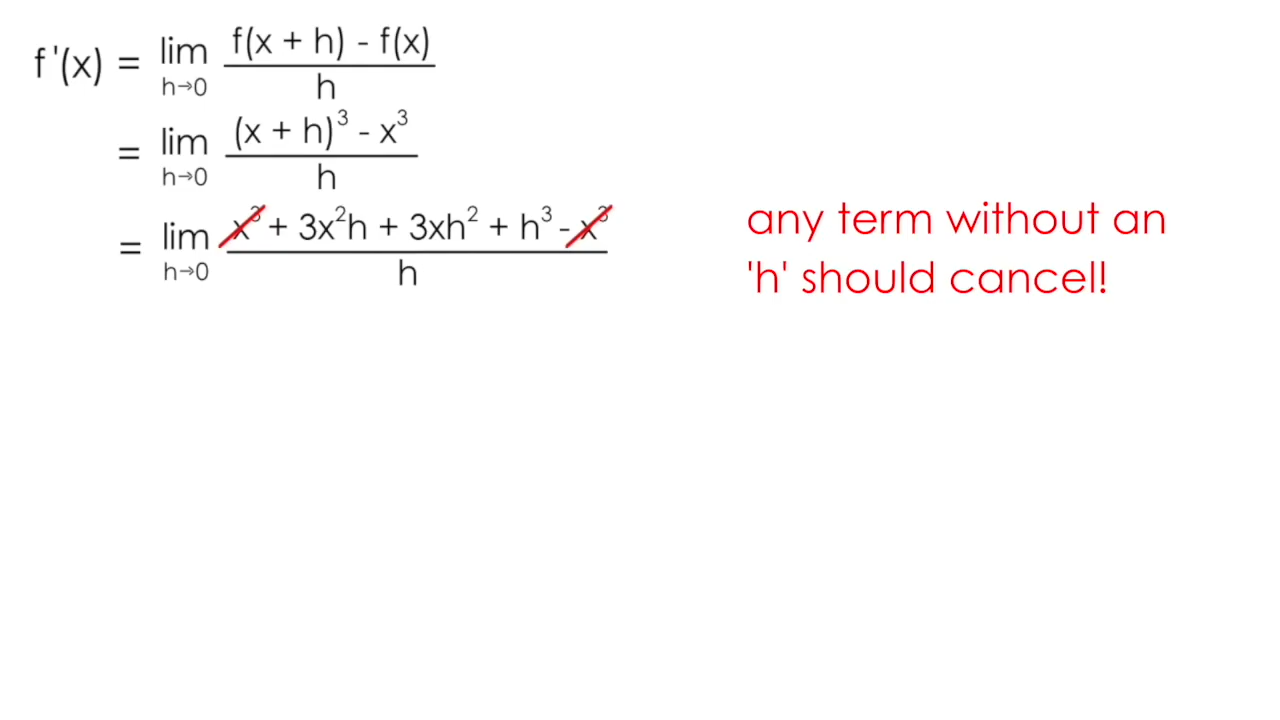 f '(x) = lim h→0 f(x + h) - f(x) / h
= lim h→0 (x + h)³ - x³ / h
= lim h→0 x³ + 3x²h + 3xh² + h³ - x³ / h
any term without an
'h' should cancel!